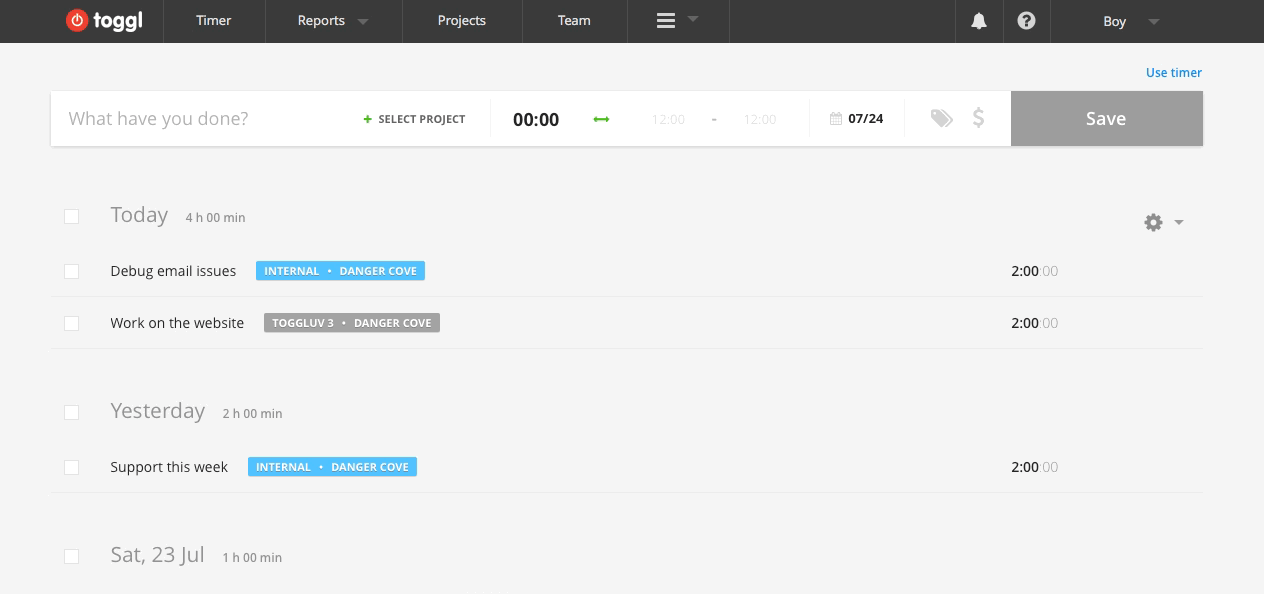 toggl Timer Reports Projects Team Boy
Use timer
What have you done? + SELECT PROJECT 00:00 12:00 - 12:00 07/24 $ Save
Today 4 h 00 min
Debug email issues INTERNAL • DANGER COVE 2:00:00
Work on the website TOGGLUV 3 • DANGER COVE 2:00:00
Yesterday 2 h 00 min
Support this week INTERNAL • DANGER COVE 2:00:00
Sat, 23 Jul 1 h 00 min